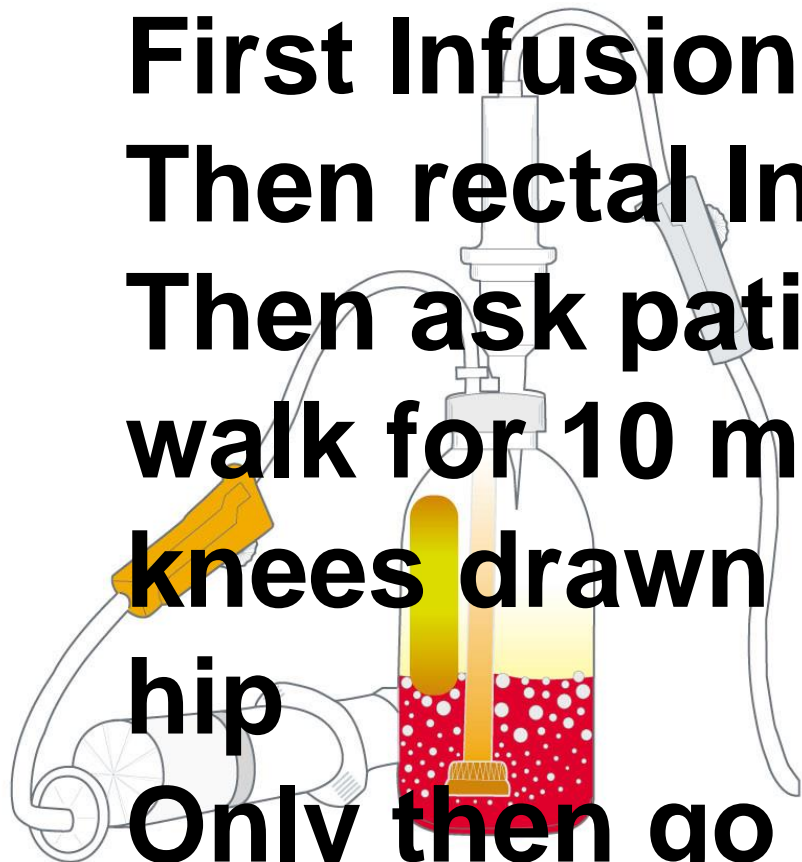 First Infusion
Then rectal In
Then ask pati
walk for 10 m
knees drawn
hip
Only then go